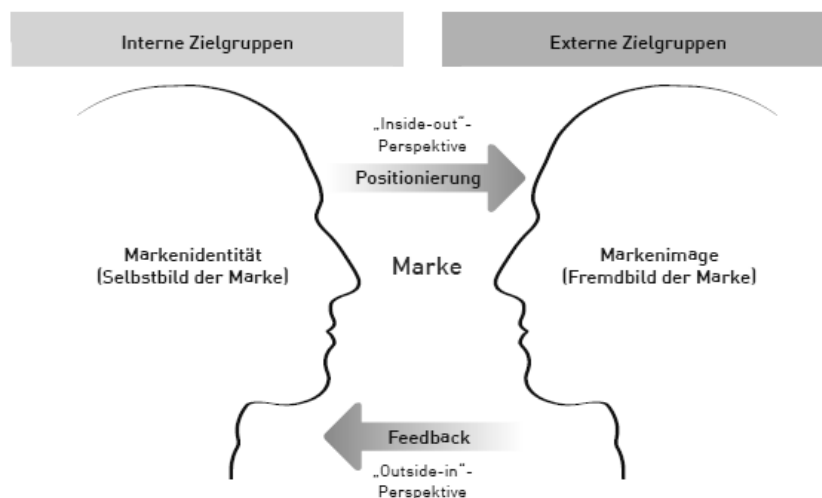 Interne Zielgruppen
Externe Zielgruppen
„Inside-out“-
Perspektive
Positionierung
Markenidentität
(Selbstbild der Marke)
Marke
Markenimage
(Fremdbild der Marke)
Feedback
„Outside-in“-
Perspektive